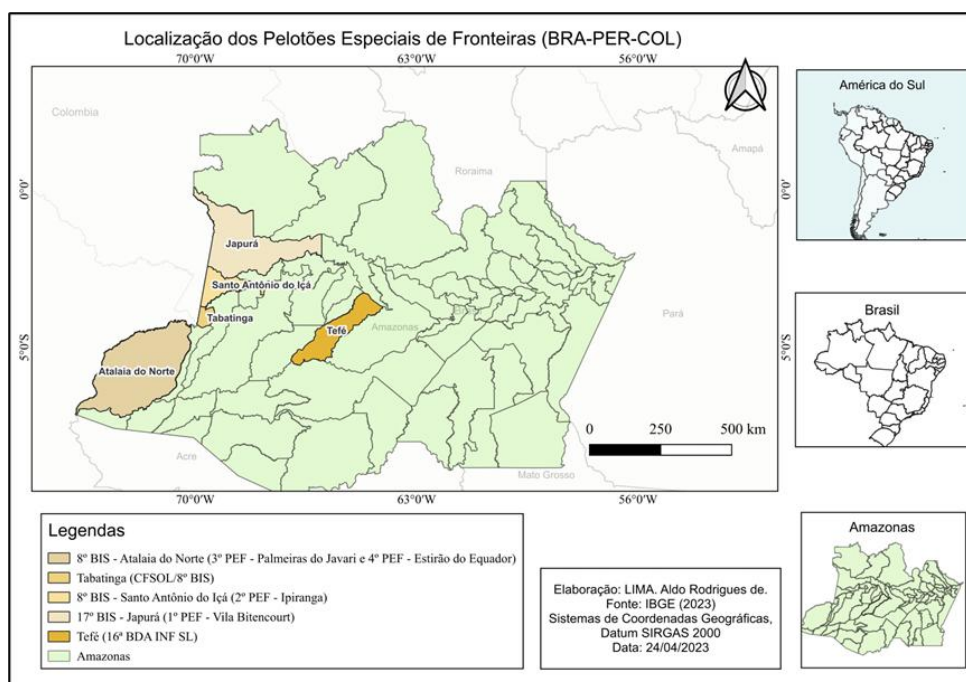 Localização dos Pelotões Especiais de Fronteiras (BRA-PER-COL)
70°0'W 63°0'W 56°0'W
Colombia
Roraima
Amapá
0°0' 0°0'
Japurá
Santo Antônio do Içá
Tabatinga
Tefé
Amazonas
Pará
5°0'S 5°0'S
Atalaia do Norte
0 250 500 km
Acre
Mato Grosso
70°0'W 63°0'W 56°0'W
América do Sul
Brasil
Amazonas
Legendas
8º BIS - Atalaia do Norte (3º PEF - Palmeiras do Javari e 4º PEF - Estirão do Equador)
Tabatinga (CFSOL/8º BIS)
8º BIS - Santo Antônio do Içá (2º PEF - Ipiranga)
17º BIS - Japurá (1º PEF - Vila Bitencourt)
Tefé (16ª BDA INF SL)
Amazonas
Elaboração: LIMA. Aldo Rodrigues de.
Fonte: IBGE (2023)
Sistemas de Coordenadas Geográficas,
Datum SIRGAS 2000
Data: 24/04/2023